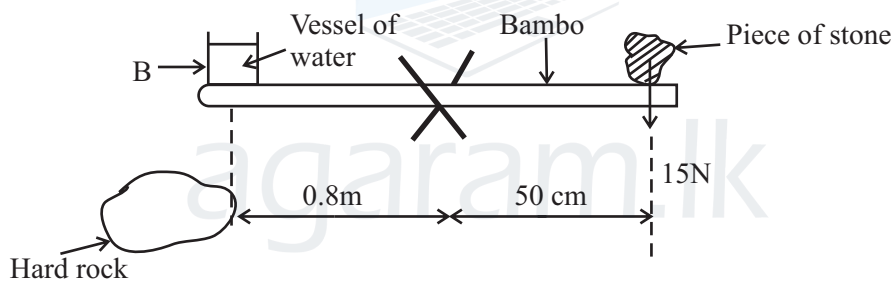 Vessel of
water
Bambo
Piece of stone
B
15N
0.8m
50 cm
Hard rock
agaram.lk